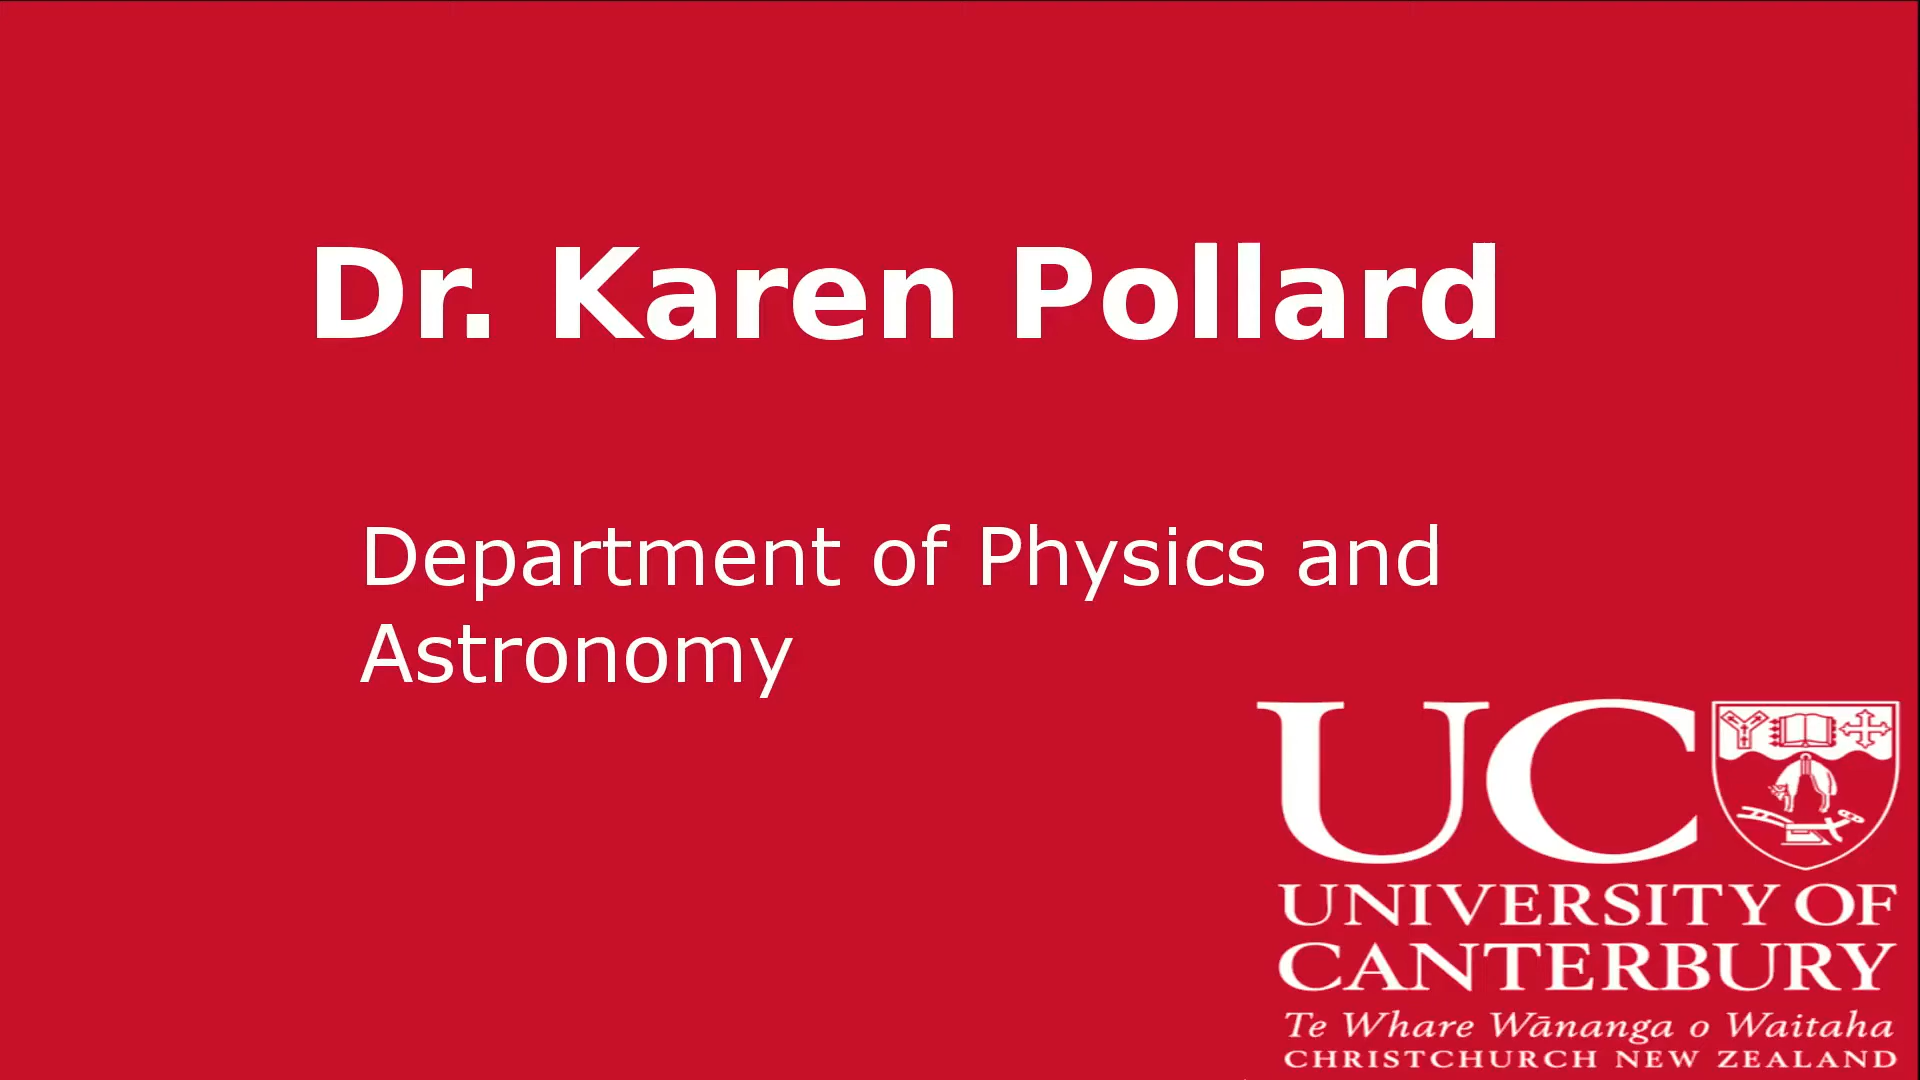 Dr. Karen Pollard
Department of Physics and
Astronomy
UC
UNIVERSITY OF
CANTERBURY
Te Whare Wānanga o Waitaha
CHRISTCHURCH NEW ZEALAND